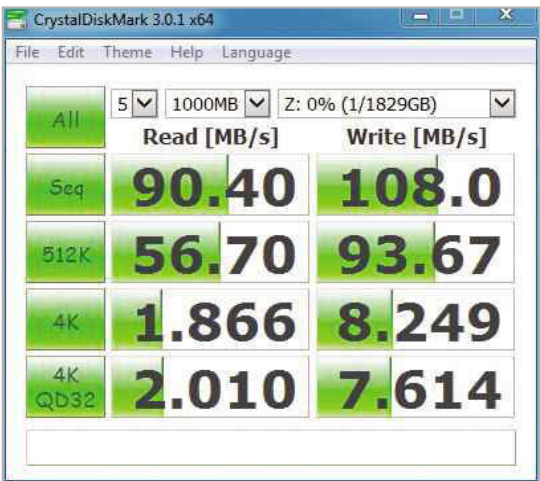 CrystalDiskMark 3.0.1 x64
File Edit Theme Help Language
All 5 1000MB Z: 0% (1/1829GB)
Read [MB/s] Write [MB/s]
Seq 90.40 108.0
512K 56.70 93.67
4K 1.866 8.249
4K
QD32 2.010 7.614